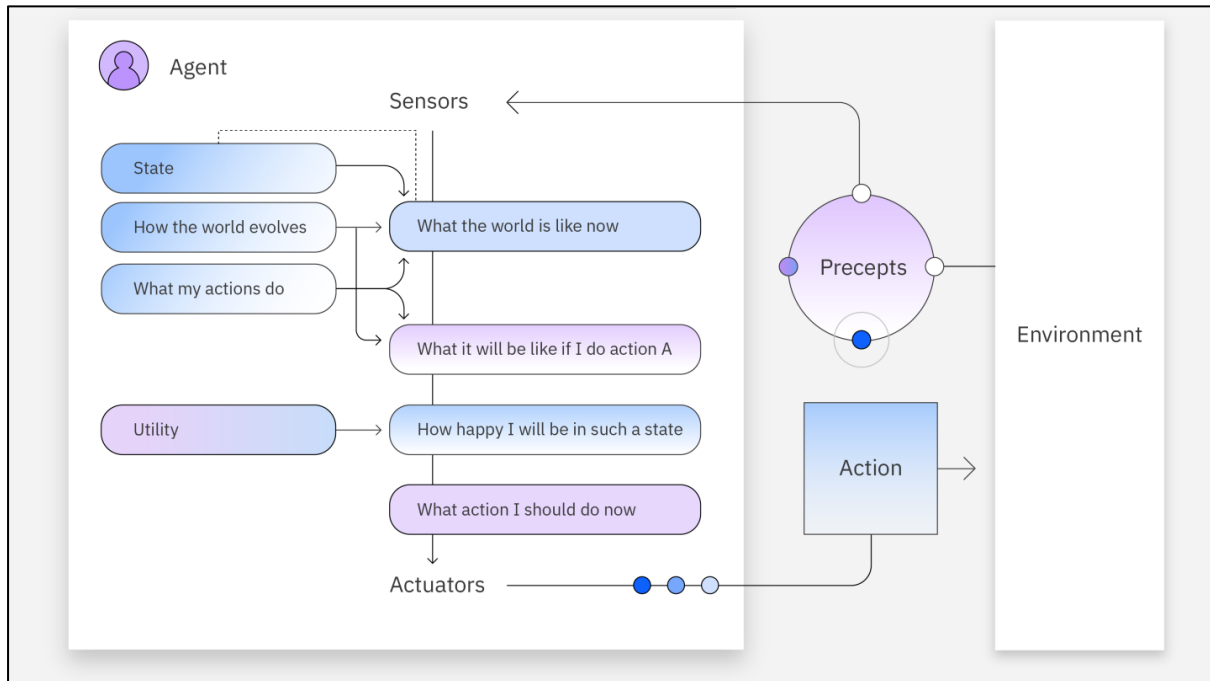 Agent
Sensors
State
How the world evolves
What the world is like now
What my actions do
Precepts
Environment
What it will be like if I do action A
Utility
How happy I will be in such a state
Action
What action I should do now
Actuators